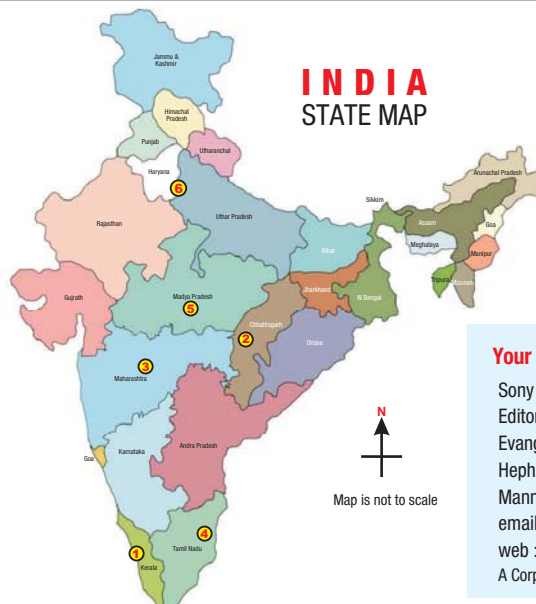 INDIA
STATE MAP
Jammu &
Kashmir
Himachal
Pradesh
Punjab
Utharanchal
Haryana
6
Rajasthan
Uthar Pradesh
Sikkim
Arunachal Pradesh
Assam
Goa
Meghalaya
Manipur
Bihar
Tripura
Mizoram
Jharkhand
W.Bengal
Gujrath
Madya Pradesh
5
Chhattisgarh
2
Orissa
3
Maharashtra
Goa
Karnataka
Andra Pradesh
4
Tamil Nadu
1
Kerala
N
Map is not to scale
Your
Sony
Editor
Evang
Heph
Mann
email
web :
A Corp